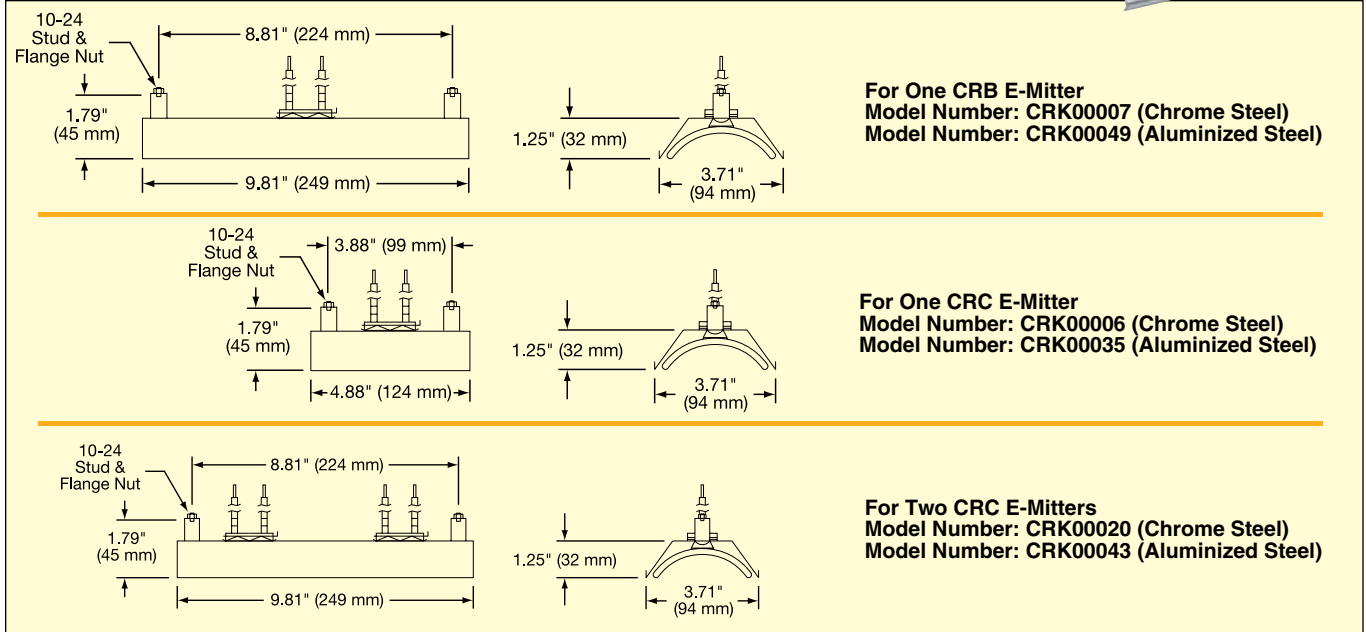 10-24
Stud &
Flange Nut
8.81" (224 mm)
1.79"
(45 mm)
9.81" (249 mm)
1.25" (32 mm)
3.71"
(94 mm)
For One CRB E-Mitter
Model Number: CRK00007 (Chrome Steel)
Model Number: CRK00049 (Aluminized Steel)
10-24
Stud &
Flange Nut
3.88" (99 mm)
1.79"
(45 mm)
4.88" (124 mm)
1.25" (32 mm)
3.71"
(94 mm)
For One CRC E-Mitter
Model Number: CRK00006 (Chrome Steel)
Model Number: CRK00035 (Aluminized Steel)
10-24
Stud &
Flange Nut
8.81" (224 mm)
1.79"
(45 mm)
9.81" (249 mm)
1.25" (32 mm)
3.71"
(94 mm)
For Two CRC E-Mitters
Model Number: CRK00020 (Chrome Steel)
Model Number: CRK00043 (Aluminized Steel)